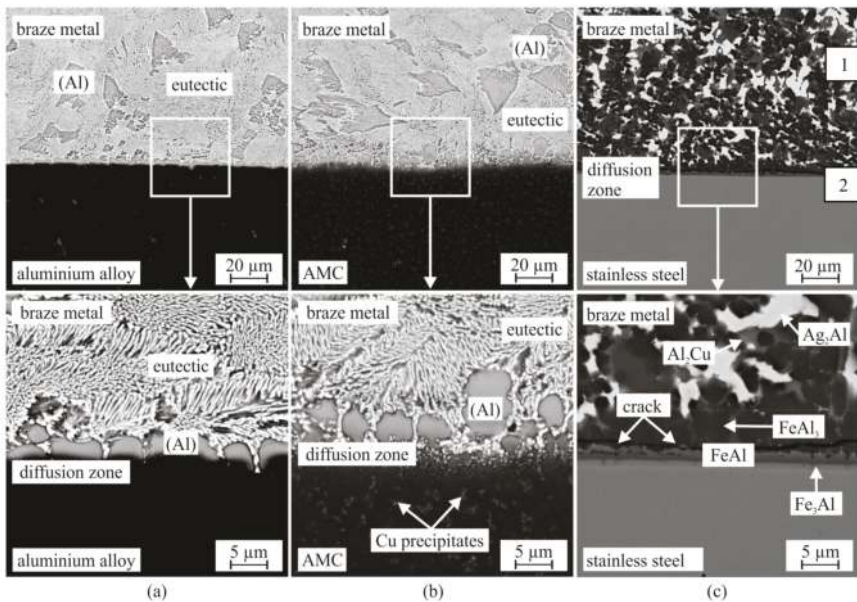 braze metal
(Al)
eutectic
20 µm
aluminium alloy
braze metal
(Al)
eutectic
20 µm
AMC
braze metal
1
diffusion
zone
2
20 µm
stainless steel
braze metal
eutectic
(Al)
diffusion zone
5 µm
aluminium alloy
braze metal
eutectic
(Al)
diffusion zone
Cu precipitates
5 µm
AMC
braze metal
Ag₂Al
Al₂Cu
crack
FeAl₃
FeAl
Fe₃Al
5 µm
stainless steel
(a)
(b)
(c)